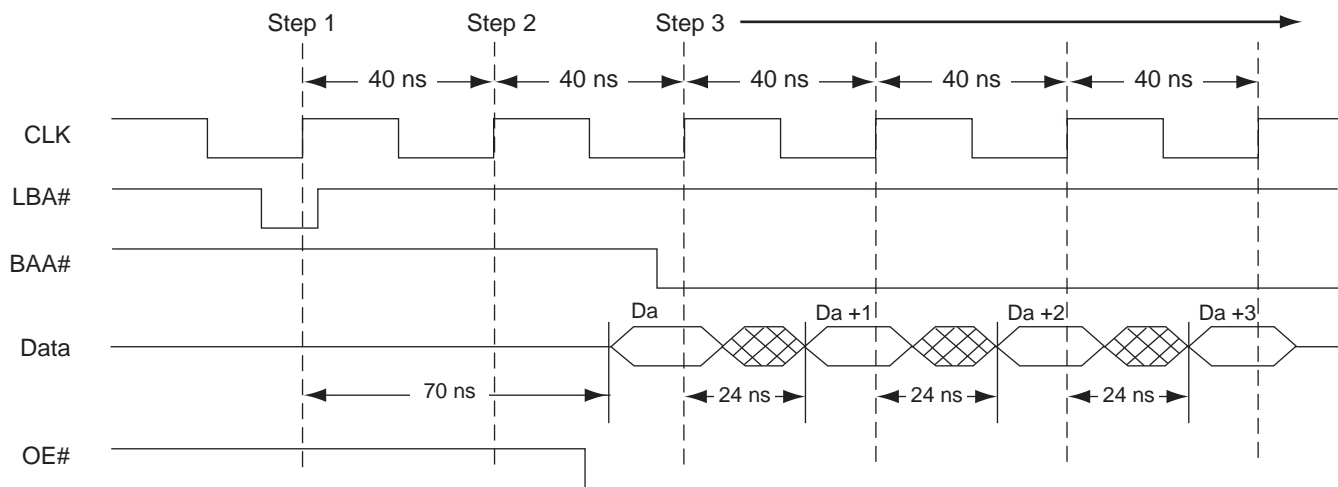 Step 1 Step 2 Step 3
40 ns 40 ns 40 ns 40 ns 40 ns
CLK
LBA#
BAA#
Da Da +1 Da +2 Da +3
Data
70 ns 24 ns 24 ns 24 ns
OE#